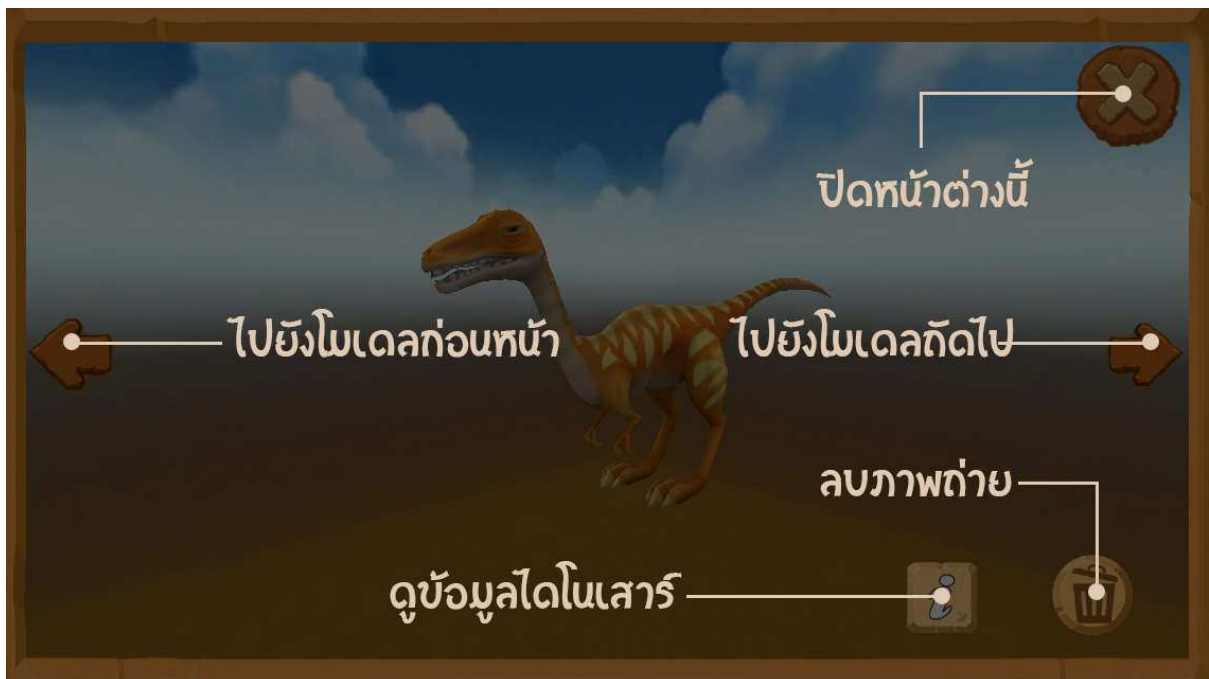 ปิดหน้าต่างนี้
ไปยังโมเดลก่อนหน้า
ไปยังโมเดลถัดไป
ลบภาพถ่าย
ดูข้อมูลไดโนเสาร์